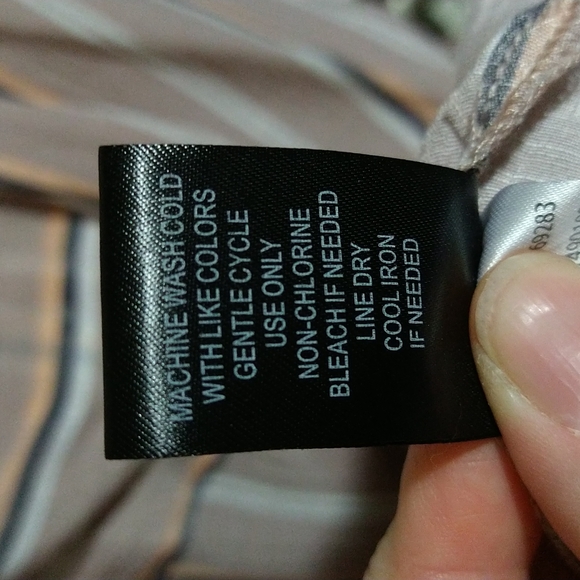 MACHINE WASH COLD
WITH LIKE COLORS
GENTLE CYCLE
USE ONLY
NON-CHLORINE
BLEACH IF NEEDED
LINE DRY
COOL IRON
IF NEEDED
69283